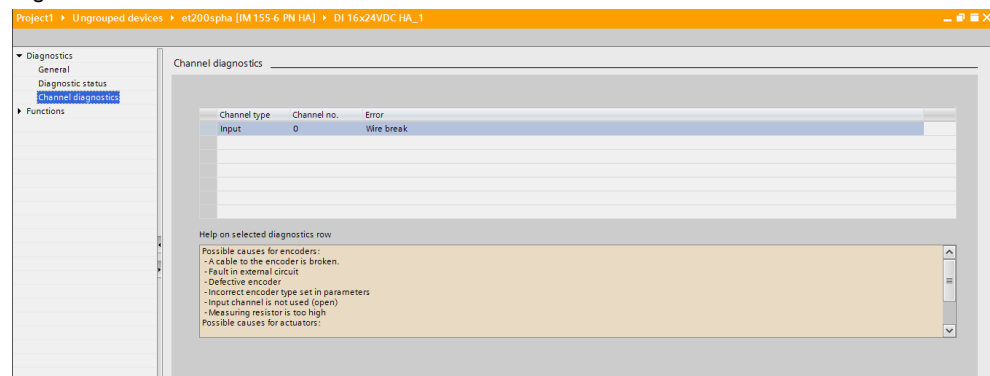 Project1 ▸ Ungrouped devices ▸ et200spha [IM 155-6 PN HA] ▸ DI 16x24VDC HA_1
Diagnostics
General
Diagnostic status
Channel diagnostics
Functions
Channel diagnostics
Channel type Channel no. Error
Input 0 Wire break
Help on selected diagnostics row
Possible causes for encoders:
- A cable to the encoder is broken.
- Fault in external circuit
- Defective encoder
- Incorrect encoder type set in parameters
- Input channel is not used (open)
- Measuring resistor is too high
Possible causes for actuators: